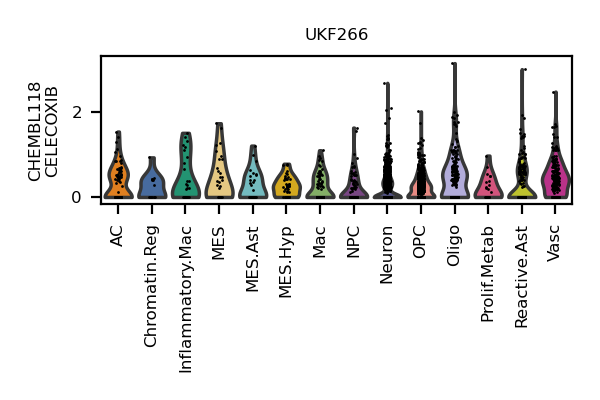 UKF266
CHEMBL118
CELECOXIB
2
0
AC
Chromatin.Reg
Inflammatory.Mac
MES
MES.Ast
MES.Hyp
Mac
NPC
Neuron
OPC
Oligo
Prolif.Metab
Reactive.Ast
Vasc